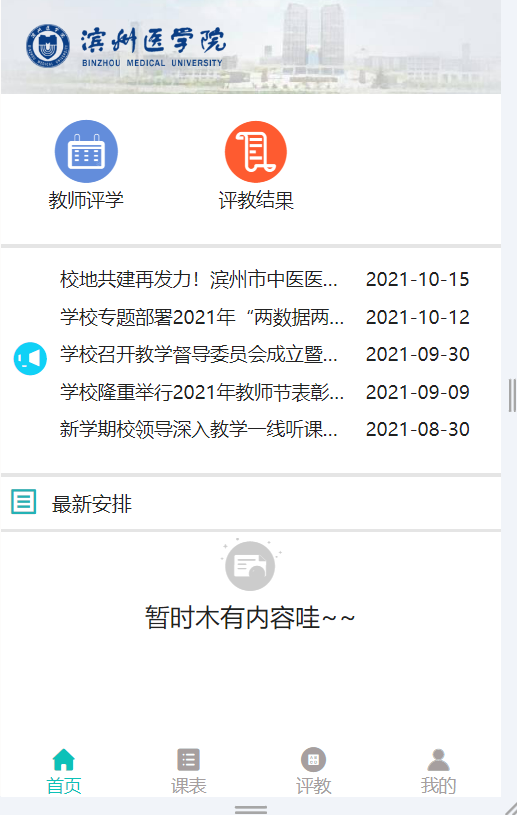 滨州医学院
BINZHOU MEDICAL UNIVERSITY
教师评学
评教结果
校地共建再发力！滨州市中医医... 2021-10-15
学校专题部署2021年“两数据两... 2021-10-12
学校召开教学督导委员会成立暨... 2021-09-30
学校隆重举行2021年教师节表彰... 2021-09-09
新学期校领导深入教学一线听课... 2021-08-30
最新安排
暂时木有内容哇~~
首页 课表 评教 我的